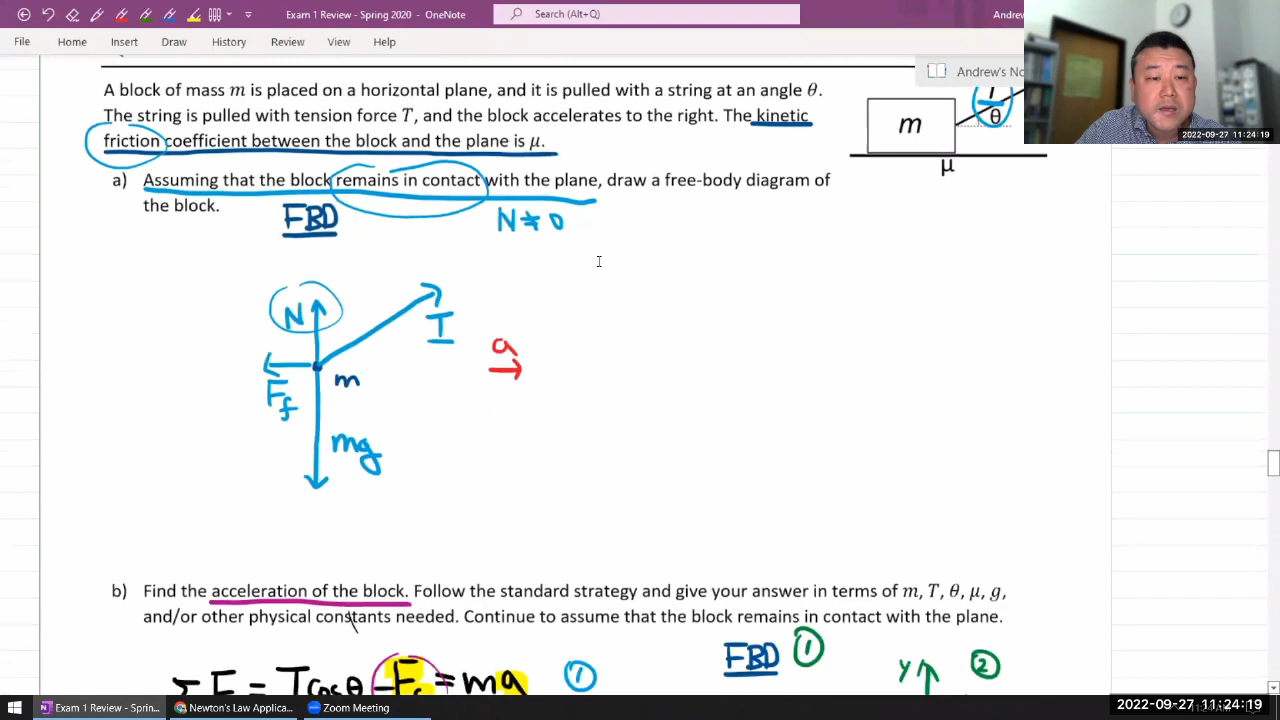 Exam 1 Review - Spring 2020 - OneNote
Search (Alt+Q)
Andrew
File Home Insert Draw History Review View Help
Andrew's No
A block of mass m is placed on a horizontal plane, and it is pulled with a string at an angle θ.
The string is pulled with tension force T, and the block accelerates to the right. The kinetic
friction coefficient between the block and the plane is μ.
T
θ
m
μ
a) Assuming that the block remains in contact with the plane, draw a free-body diagram of
the block.
FBD
N ≠ 0
N
T
a
m
F_f
mg
b) Find the acceleration of the block. Follow the standard strategy and give your answer in terms of m, T, θ, μ, g,
and/or other physical constants needed. Continue to assume that the block remains in contact with the plane.
FBD 1
y 2
Σ F = T cosθ - F_f = ma 1
Exam 1 Review - Sprin...
Newton's Law Applica...
Zoom Meeting
2022-09-27 11:24:19
2022-09-27 11:24:19